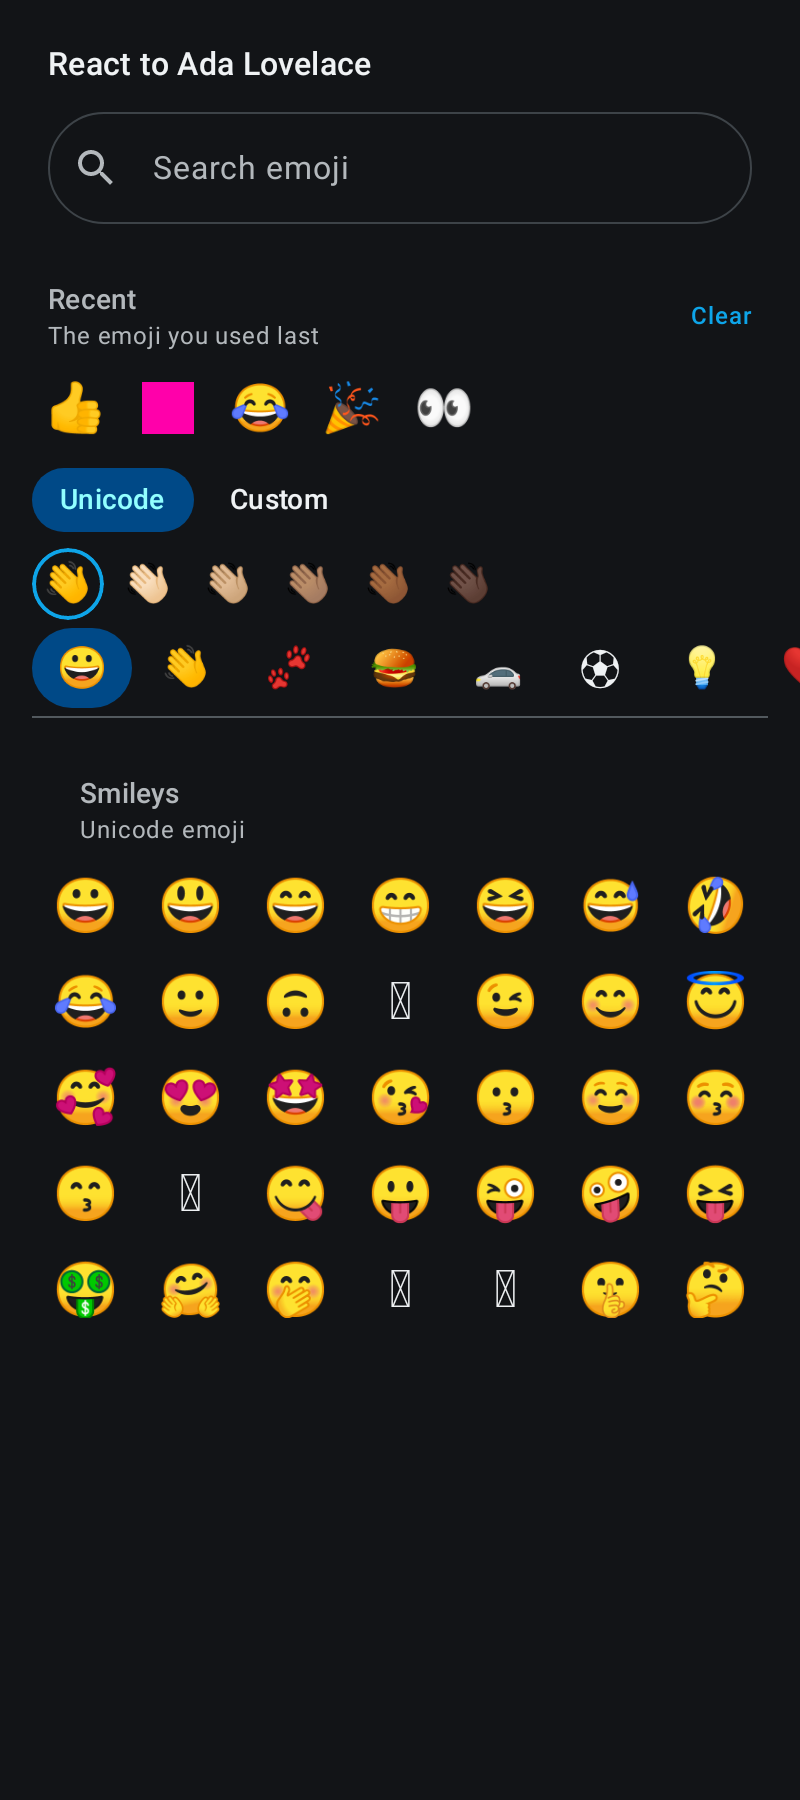 React to Ada Lovelace
Search emoji
Recent
The emoji you used last
Clear
Unicode
Custom
Smileys
Unicode emoji